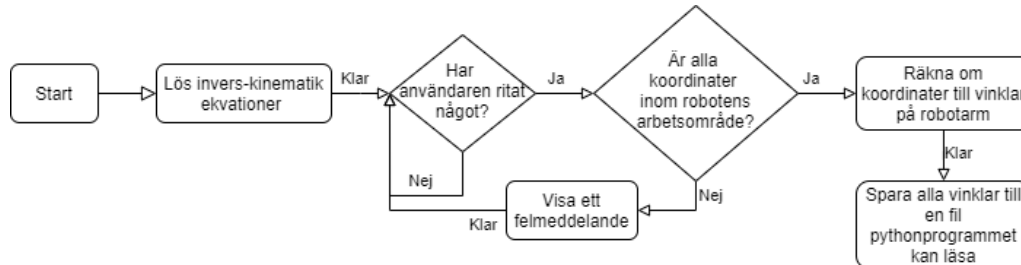 Start
Lös invers-kinematik
ekvationer
Klar
Har
användaren ritat
något?
Ja
Nej
Är alla
koordinater
inom robotens
arbetsområde?
Ja
Nej
Visa ett
felmeddelande
Klar
Räkna om
koordinater till vinklar
på robotarm
Klar
Spara alla vinklar till
en fil
pythonprogrammet
kan läsa